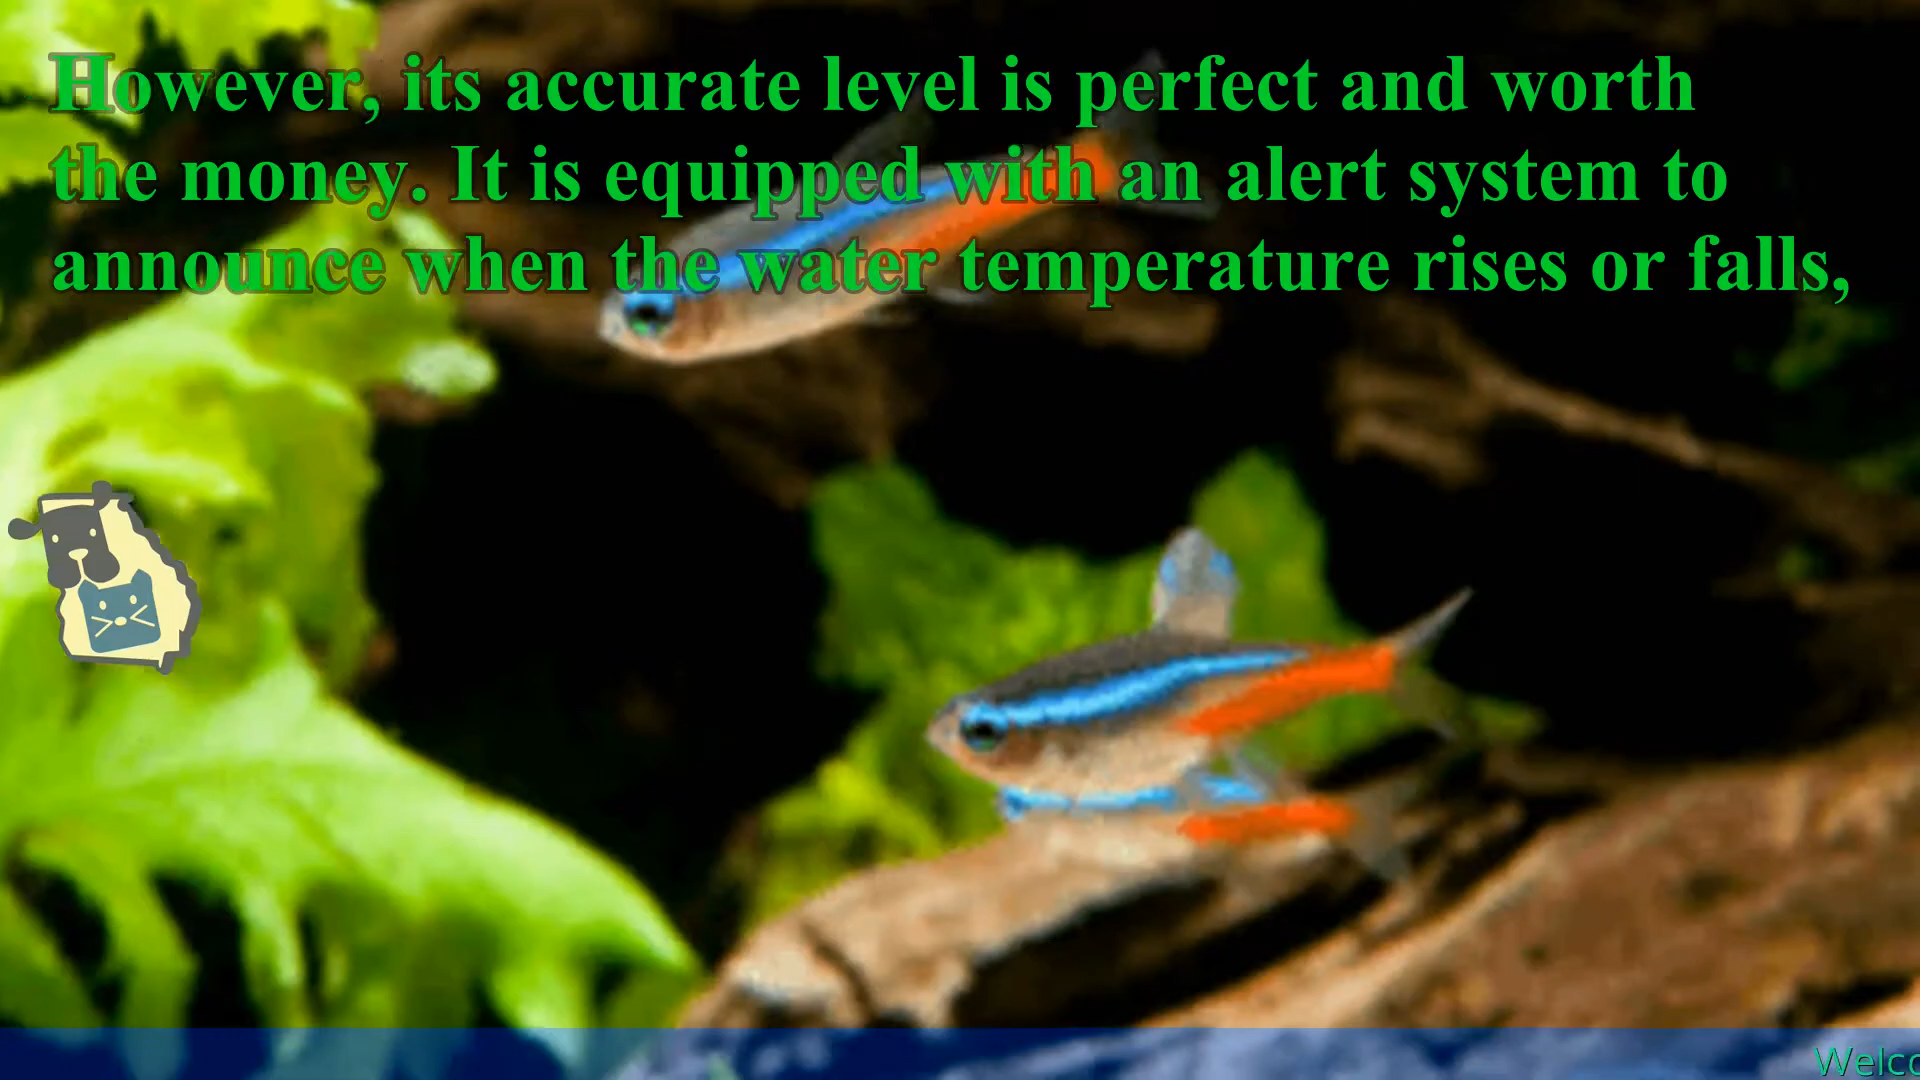 However, its accurate level is perfect and worth
the money. It is equipped with an alert system to
announce when the water temperature rises or falls,
Welco